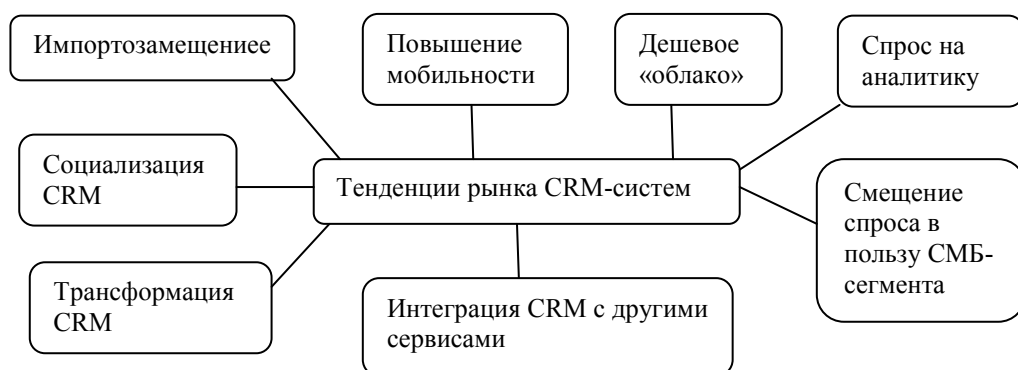 Импортозамещениее
Повышение
мобильности
Дешевое
«облако»
Спрос на
аналитику
Социализация
CRM
Тенденции рынка CRM-систем
Смещение
спроса в
пользу СМБ-
сегмента
Трансформация
CRM
Интеграция CRM с другими
сервисами